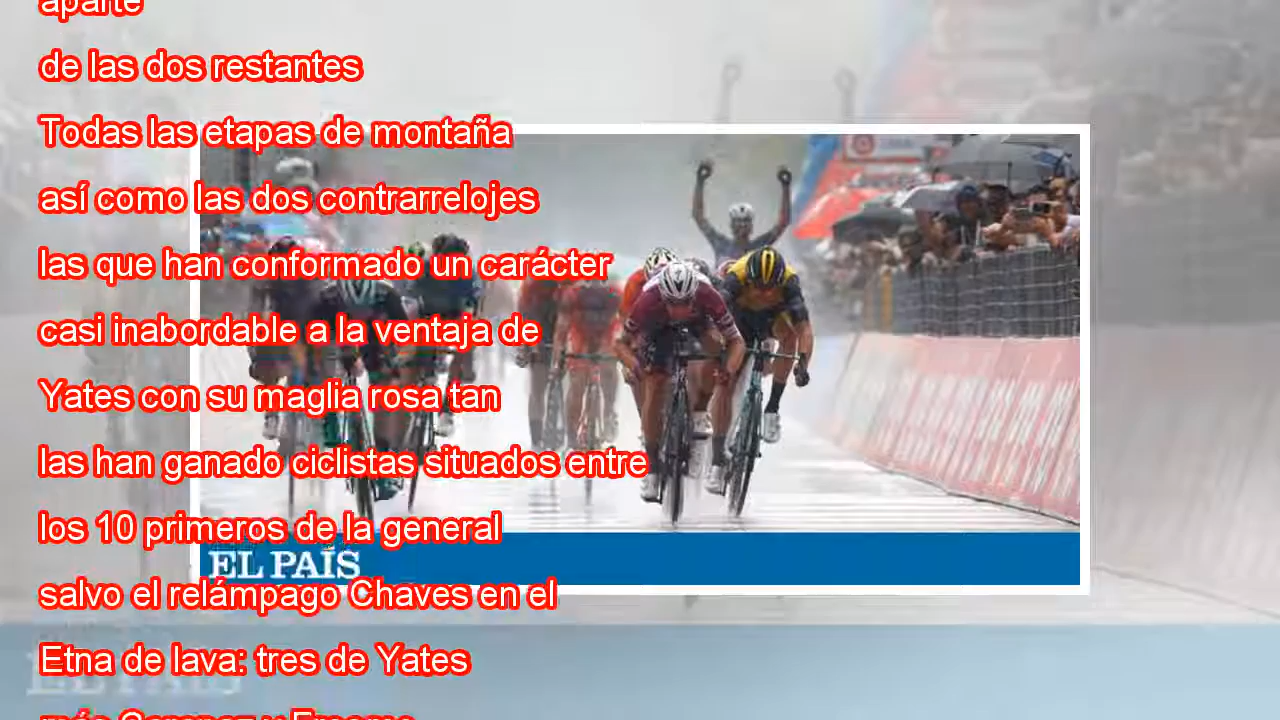 aparte
de las dos restantes
Todas las etapas de montaña
así como las dos contrarrelojes
las que han conformado un carácter
casi inabordable a la ventaja de
Yates con su maglia rosa tan
las han ganado ciclistas situados entre
los 10 primeros de la general
EL PAÍS
salvo el relámpago Chaves en el
Etna de lava: tres de Yates
EL PAÍS